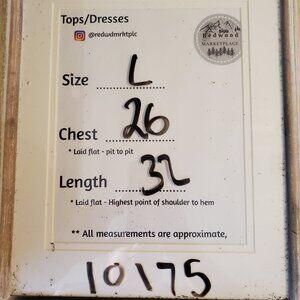 Tops/Dresses
@redwdmrktplc
Redwood
MARKETPLACE
Size L
Chest 26
* Laid flat - pit to pit
Length 32
* Laid flat - Highest point of shoulder to hem
** All measurements are approximate,
10175